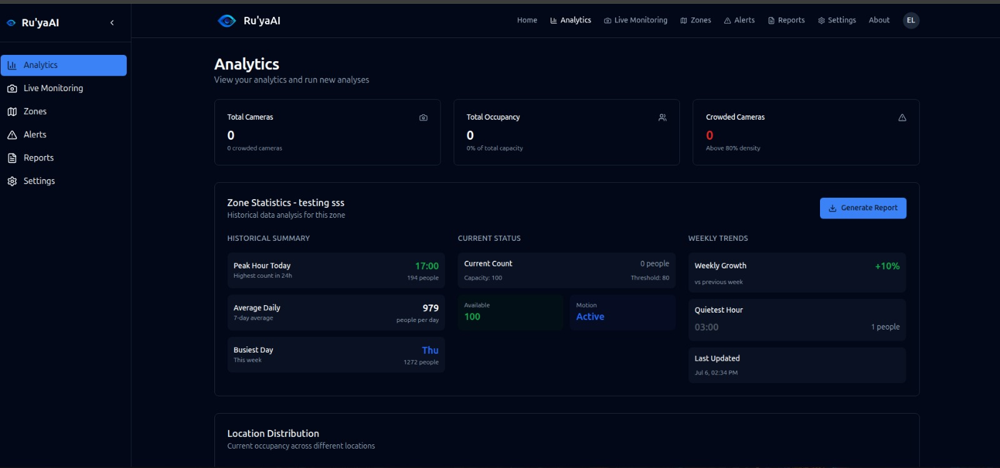 Ru'yaAI
Analytics
Live Monitoring
Zones
Alerts
Reports
Settings
Ru'yaAI
Home Analytics Live Monitoring Zones Alerts Reports Settings About EL
Analytics
View your analytics and run new analyses
Total Cameras
0
0 crowded cameras
Total Occupancy
0
0% of total capacity
Crowded Cameras
0
Above 80% density
Zone Statistics - testing sss
Historical data analysis for this zone
Generate Report
HISTORICAL SUMMARY
Peak Hour Today 17:00
Highest count in 24h 194 people
Average Daily 979
7-day average people per day
Busiest Day Thu
This week 1272 people
CURRENT STATUS
Current Count 0 people
Capacity: 100 Threshold: 80
Available
100
Motion
Active
WEEKLY TRENDS
Weekly Growth +10%
vs previous week
Quietest Hour
03:00 1 people
Last Updated
Jul 6, 02:34 PM
Location Distribution
Current occupancy across different locations